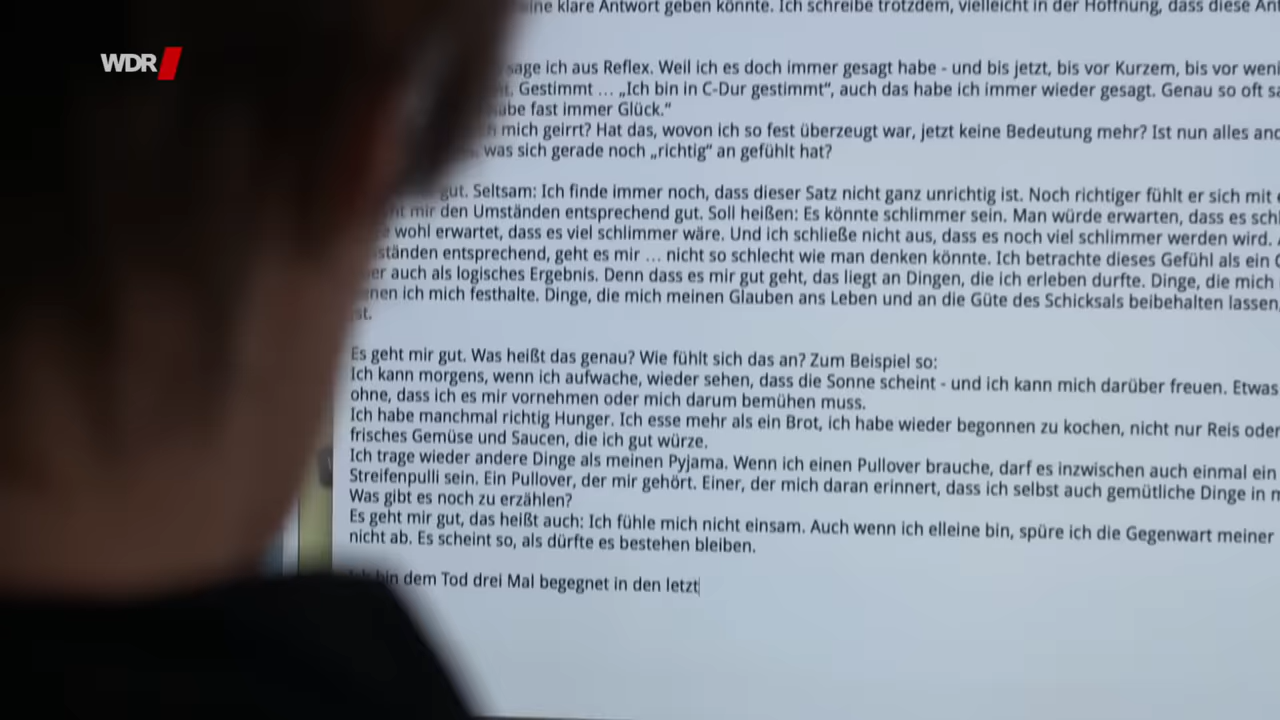 WDR
ine klare Antwort geben könnte. Ich schreibe trotzdem, vielleicht in der Hoffnung, dass diese
sage ich aus Reflex. Weil ich es doch immer gesagt habe - und bis jetzt, bis vor Kurzem, bis vor
Gestimmt … „Ich bin in C-Dur gestimmt“, auch das habe ich immer wieder gesagt. Genau so oft
fast immer Glück.“
mich geirrt? Hat das, wovon ich so fest überzeugt war, jetzt keine Bedeutung mehr? Ist nun alles
was sich gerade noch „richtig“ an gefühlt hat?
gut. Seltsam: Ich finde immer noch, dass dieser Satz nicht ganz unrichtig ist. Noch richtiger fühlt er sich mit
mir den Umständen entsprechend gut. Soll heißen: Es könnte schlimmer sein. Man würde erwarten, dass es
wohl erwartet, dass es viel schlimmer wäre. Und ich schließe nicht aus, dass es noch viel schlimmer werden wird.
ständen entsprechend, geht es mir … nicht so schlecht wie man denken könnte. Ich betrachte dieses Gefühl als ein
er auch als logisches Ergebnis. Denn dass es mir gut geht, das liegt an Dingen, die ich erleben durfte. Dinge, die mich
nen ich mich festhalte. Dinge, die mich meinen Glauben ans Leben und an die Güte des Schicksals beibehalten lassen,
st.
Es geht mir gut. Was heißt das genau? Wie fühlt sich das an? Zum Beispiel so:
Ich kann morgens, wenn ich aufwache, wieder sehen, dass die Sonne scheint - und ich kann mich darüber freuen. Etwas
ohne, dass ich es mir vornehmen oder mich darum bemühen muss.
Ich habe manchmal richtig Hunger. Ich esse mehr als ein Brot, ich habe wieder begonnen zu kochen, nicht nur Reis oder
frisches Gemüse und Saucen, die ich gut würze.
Ich trage wieder andere Dinge als meinen Pyjama. Wenn ich einen Pullover brauche, darf es inzwischen auch einmal ein
Streifenpulli sein. Ein Pullover, der mir gehört. Einer, der mich daran erinnert, dass ich selbst auch gemütliche Dinge in
Was gibt es noch zu erzählen?
Es geht mir gut, das heißt auch: Ich fühle mich nicht einsam. Auch wenn ich elleine bin, spüre ich die Gegenwart meiner
nicht ab. Es scheint so, als dürfte es bestehen bleiben.
bin dem Tod drei Mal begegnet in den letzt